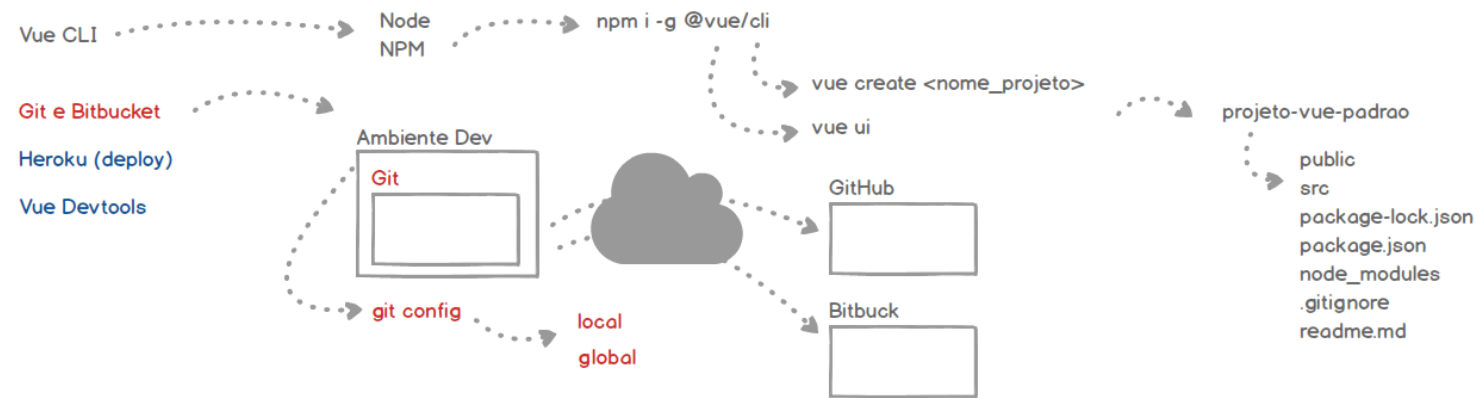 Vue CLI
Node
NPM
npm i -g @vue/cli
vue create <nome_projeto>
vue ui
projeto-vue-padrao
public
src
package-lock.json
package.json
node_modules
.gitignore
readme.md
Git e Bitbucket
Heroku (deploy)
Vue Devtools
Ambiente Dev
Git
git config
local
global
GitHub
Bitbuck